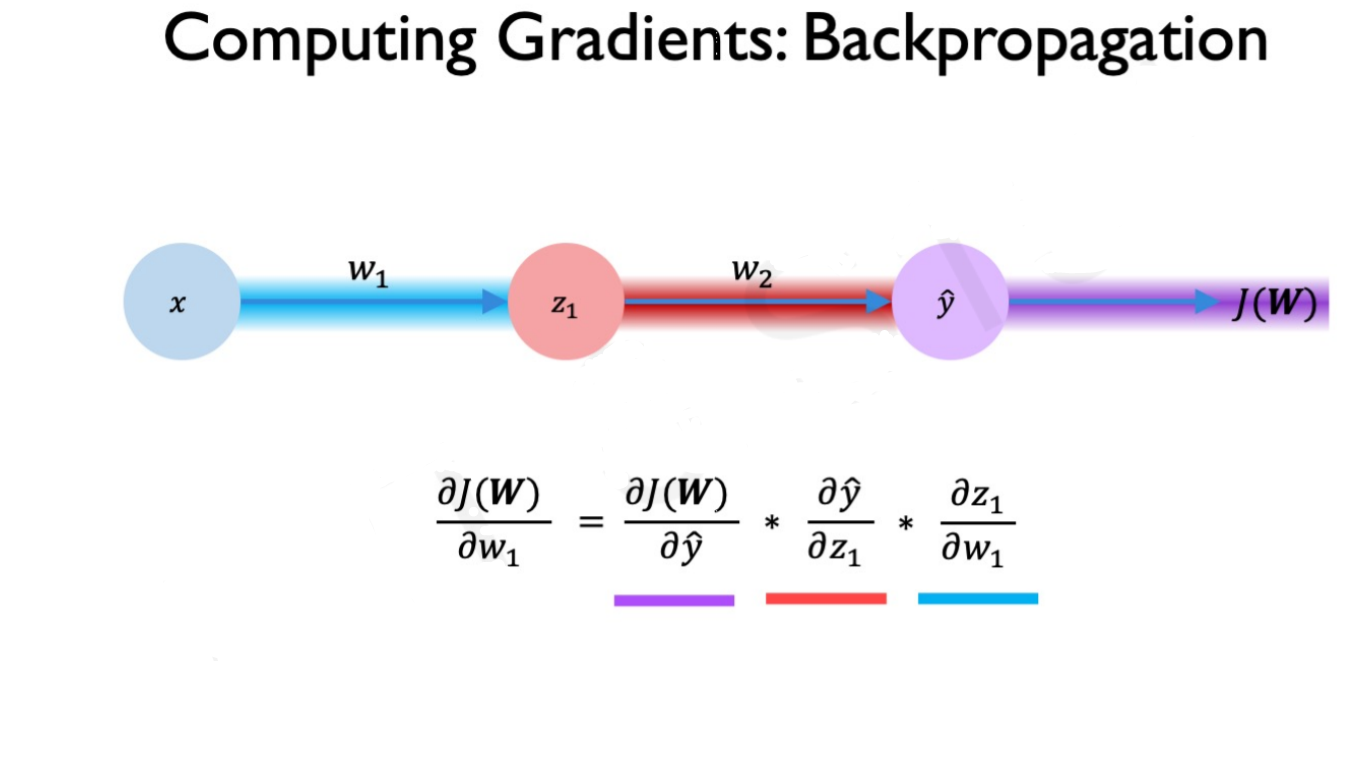 Computing Gradients: Backpropagation
w₁ w₂
x z₁ ŷ J(W)
∂J(W) / ∂w₁ = ∂J(W) / ∂ŷ * ∂ŷ / ∂z₁ * ∂z₁ / ∂w₁